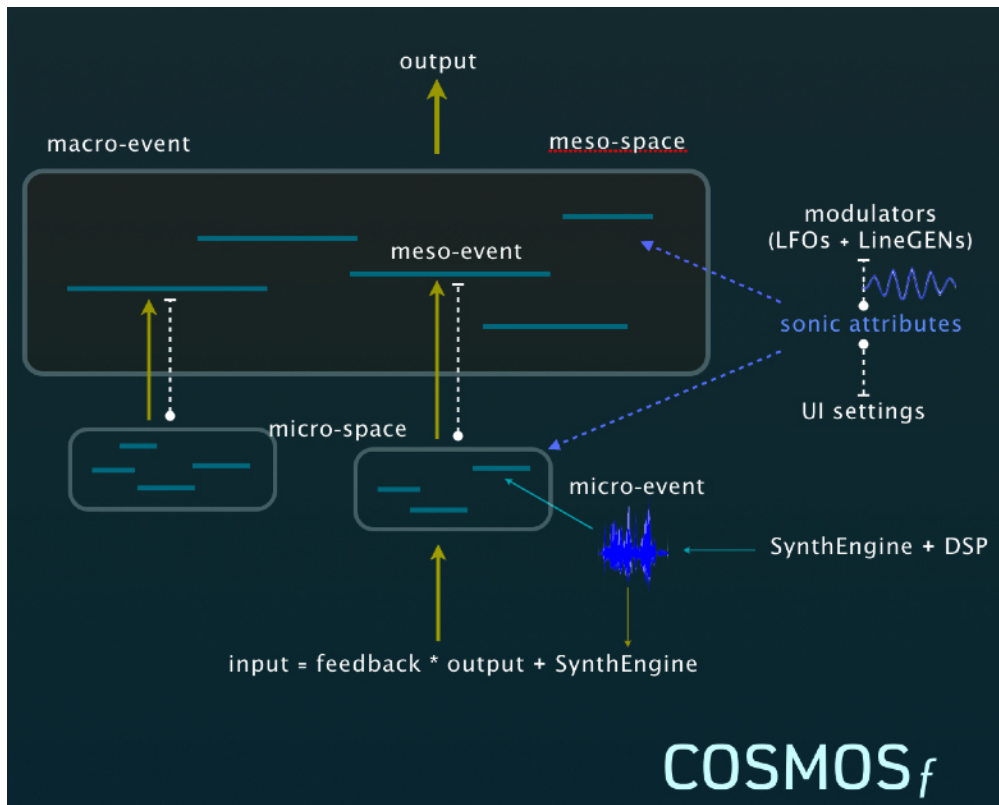 output
macro-event
meso-space
modulators
(LFOs + LineGENs)
meso-event
sonic attributes
UI settings
micro-space
micro-event
SynthEngine + DSP
input = feedback * output + SynthEngine
COSMOSf